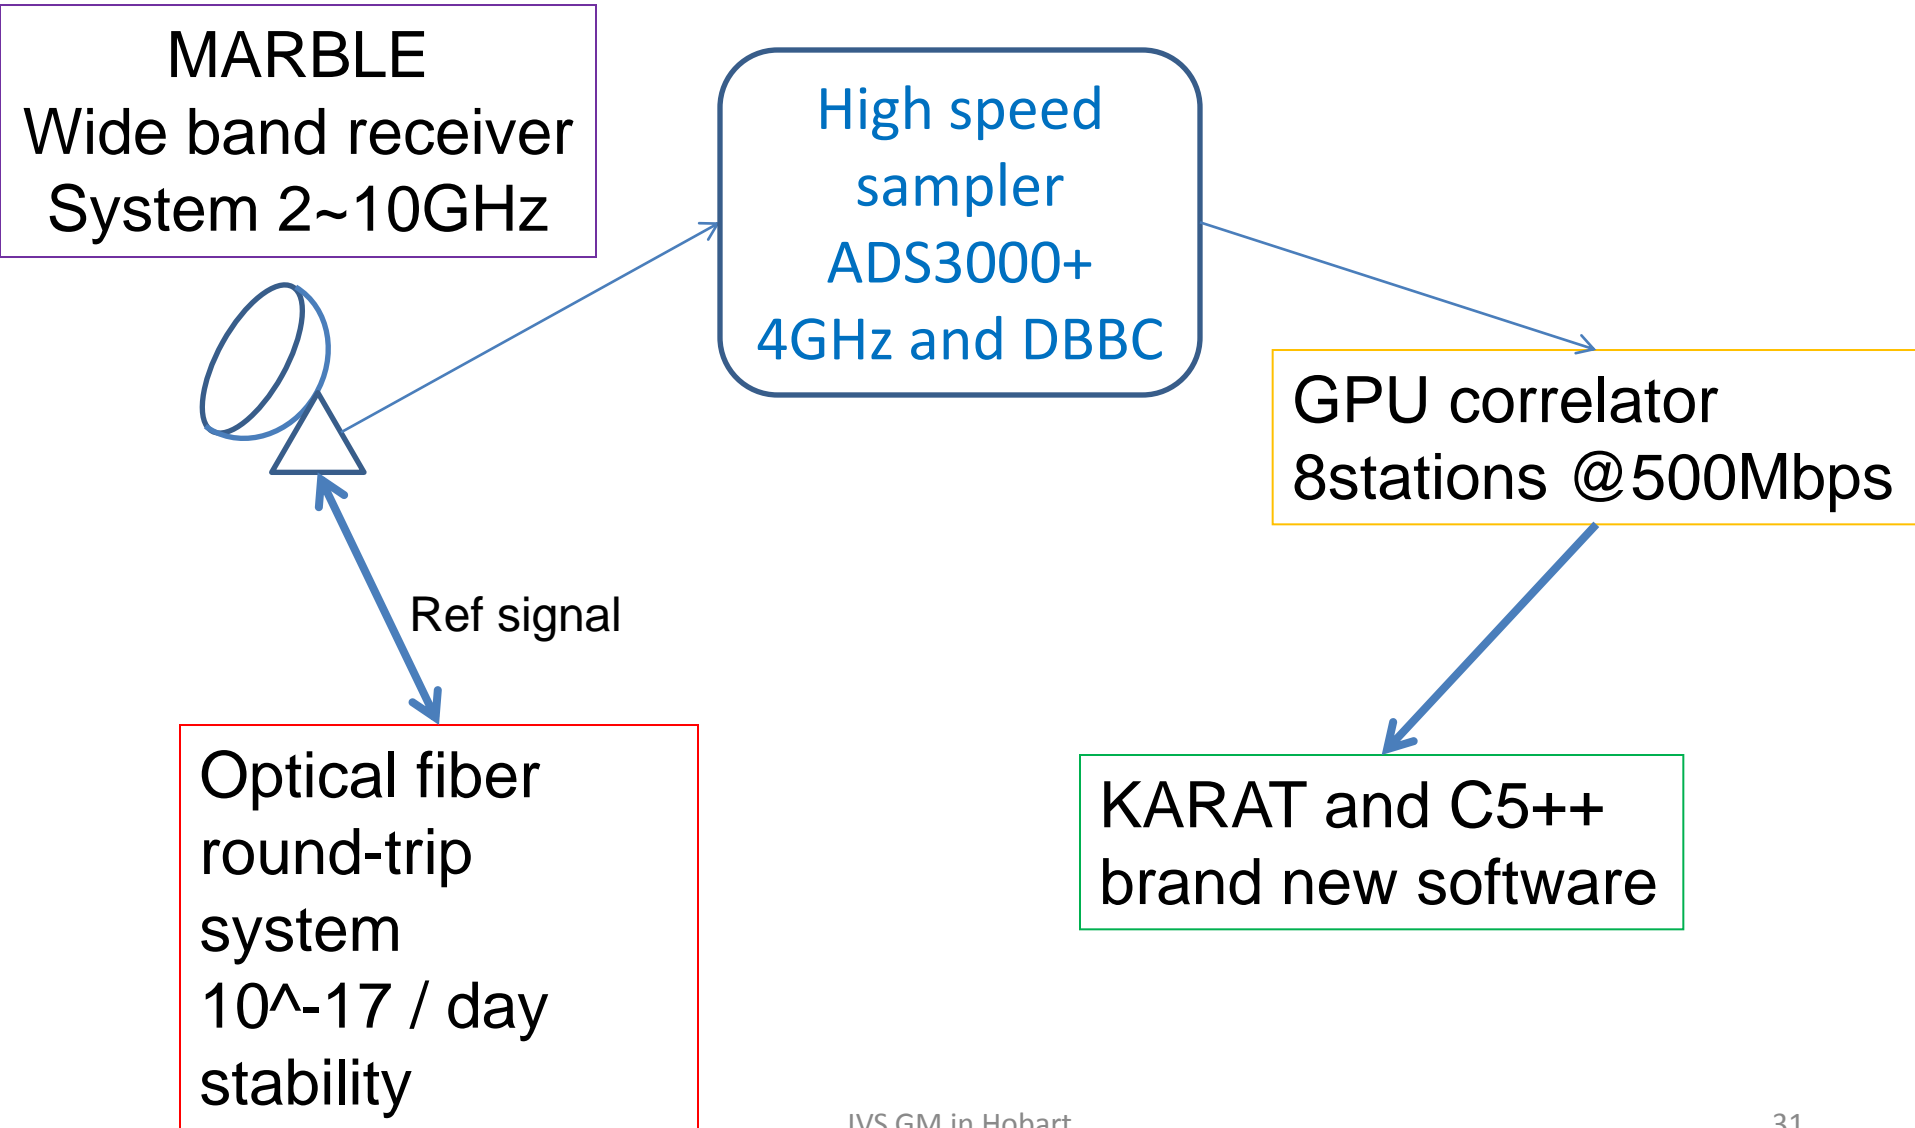 MARBLE
Wide band receiver
System 2~10GHz
High speed
sampler
ADS3000+
4GHz and DBBC
GPU correlator
8stations @500Mbps
Ref signal
Optical fiber
round-trip
system
10^-17 / day
stability
KARAT and C5++
brand new software
IVS GM in Hobart
31